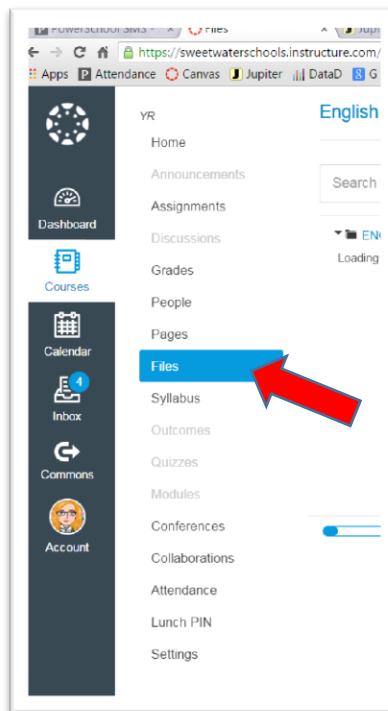 PowerSchool SMS - × Files × Jupi
https://sweetwaterschools.instructure.com/
Apps Attendance Canvas Jupiter DataD G
YR
English
Home
Announcements
Search
Assignments
Dashboard
Discussions
ENG
Loading
Grades
Courses
People
Pages
Calendar
Files
4
Syllabus
Inbox
Outcomes
Quizzes
Commons
Modules
Conferences
Account
Collaborations
Attendance
Lunch PIN
Settings